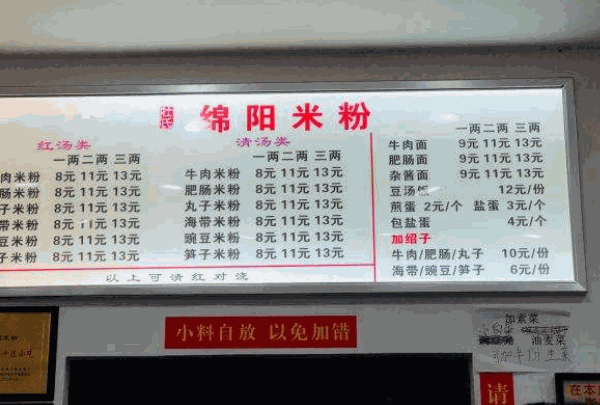 绵阳米粉
红汤类
一两 二两 三两
肉米粉 8元 11元 13元
肠米粉 8元 11元 13元
子米粉 8元 11元 13元
带米粉 8元 11元 13元
豆米粉 8元 11元 13元
子米粉 8元 11元 13元
清汤类
一两 二两 三两
牛肉米粉 8元 11元 13元
肥肠米粉 8元 11元 13元
丸子米粉 8元 11元 13元
海带米粉 8元 11元 13元
豌豆米粉 8元 11元 13元
笋子米粉 8元 11元 13元
以上可清红对浇
一两 二两 三两
牛肉面 9元 11元 13元
肥肠面 9元 11元 13元
杂酱面 9元 11元 13元
豆汤饭 12元/份
煎蛋 2元/个 盐蛋 3元/个
包盐蛋 4元/个
加绍子
牛肉/肥肠/丸子 10元/份
海带/豌豆/笋子 6元/份
小料自放 以免加错
加素菜
油麦菜
生菜
请
在本